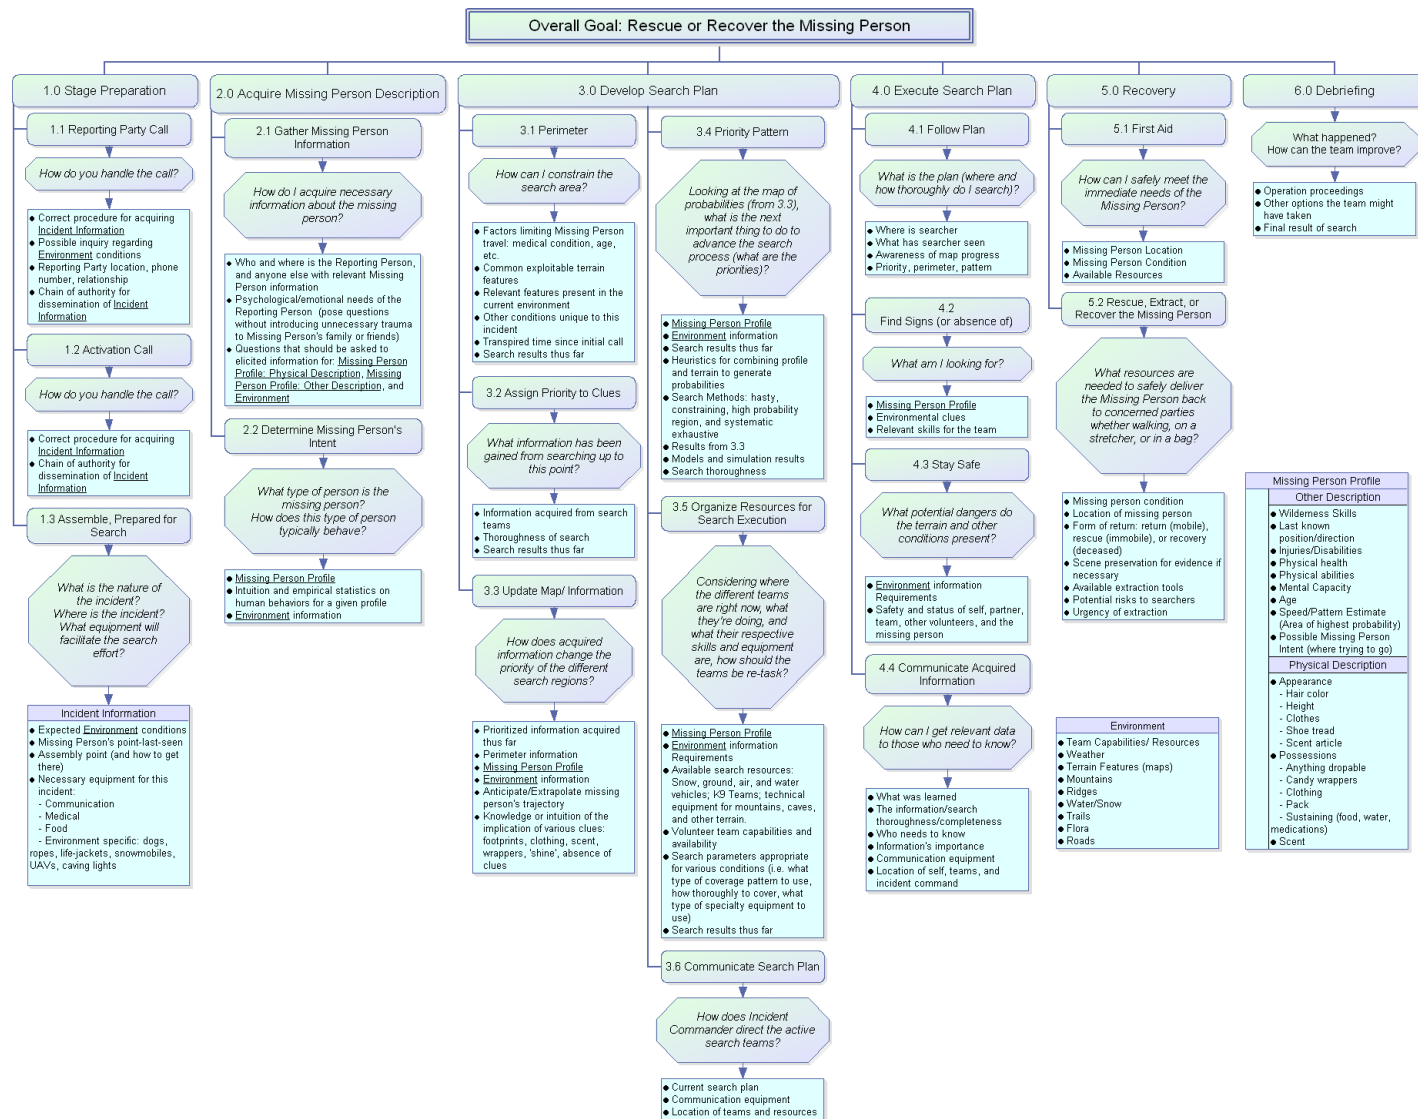 Overall Goal: Rescue or Recover the Missing Person
1.0 Stage Preparation
1.1 Reporting Party Call
How do you handle the call?
● Correct procedure for acquiring
Incident Information
● Possible inquiry regarding
Environment conditions
● Reporting Party location, phone
number, relationship
● Chain of authority for
dissemination of Incident
Information
1.2 Activation Call
How do you handle the call?
● Correct procedure for acquiring
Incident Information
● Chain of authority for
dissemination of Incident
Information
1.3 Assemble, Prepared for
Search
What is the nature of
the incident?
Where is the incident?
What equipment will
facilitate the search
effort?
Incident Information
● Expected Environment conditions
● Missing Person's point-last-seen
● Assembly point (and how to get
there)
● Necessary equipment for this
incident:
- Communication
- Medical
- Food
- Environment specific: dogs,
ropes, life-jackets, snowmobiles,
UAVs, caving lights
2.0 Acquire Missing Person Description
2.1 Gather Missing Person
Information
How do I acquire necessary
information about the missing
person?
● Who and where is the Reporting Person,
and anyone else with relevant Missing
Person information
● Psychological/emotional needs of the
Reporting Person (pose questions
without introducing unnecessary trauma
to Missing Person's family or friends)
● Questions that should be asked to
elicited information for: Missing Person
Profile: Physical Description, Missing
Person Profile: Other Description, and
Environment
2.2 Determine Missing Person's
Intent
What type of person is the
missing person?
How does this type of person
typically behave?
● Missing Person Profile
● Intuition and empirical statistics on
human behaviors for a given profile
● Environment information
3.0 Develop Search Plan
3.1 Perimeter
How can I constrain the
search area?
● Factors limiting Missing Person
travel: medical condition, age,
etc.
● Common exploitable terrain
features
● Relevant features present in the
current environment
● Other conditions unique to this
incident
● Transpired time since initial call
● Search results thus far
3.2 Assign Priority to Clues
What information has been
gained from searching up to
this point?
● Information acquired from search
teams
● Thoroughness of search
● Search results thus far
3.3 Update Map/ Information
How does acquired
information change the
priority of the different
search regions?
● Prioritized information acquired
thus far
● Perimeter information
● Missing Person Profile
● Environment information
● Anticipate/Extrapolate missing
person's trajectory
● Knowledge or intuition of the
implication of various clues:
footprints, clothing, scent,
wrappers, 'shine', absence of
clues
3.4 Priority Pattern
Looking at the map of
probabilities (from 3.3),
what is the next
important thing to do to
advance the search
process (what are the
priorities)?
● Missing Person Profile
● Environment information
● Search results thus far
● Heuristics for combining profile
and terrain to generate
probabilities
● Search Methods: hasty,
constraining, high probability
region, and systematic
exhaustive
● Results from 3.3
● Models and simulation results
● Search thoroughness
3.5 Organize Resources for
Search Execution
Considering where
the different teams
are right now, what
they're doing, and
what their respective
skills and equipment
are, how should the
teams be re-task?
● Missing Person Profile
● Environment information
Requirements
● Available search resources:
Snow, ground, air, and water
vehicles; K9 Teams; technical
equipment for mountains, caves,
and other terrain.
● Volunteer team capabilities and
availability
● Search parameters appropriate
for various conditions (i.e. what
type of coverage pattern to use,
how thoroughly to cover, what
type of specialty equipment to
use)
● Search results thus far
3.6 Communicate Search Plan
How does Incident
Commander direct the active
search teams?
● Current search plan
● Communication equipment
● Location of teams and resources
4.0 Execute Search Plan
4.1 Follow Plan
What is the plan (where and
how thoroughly do I search)?
● Where is searcher
● What has searcher seen
● Awareness of map progress
● Priority, perimeter, pattern
4.2
Find Signs (or absence of)
What am I looking for?
● Missing Person Profile
● Environmental clues
● Relevant skills for the team
4.3 Stay Safe
What potential dangers do
the terrain and other
conditions present?
● Environment information
Requirements
● Safety and status of self, partner,
team, other volunteers, and the
missing person
4.4 Communicate Acquired
Information
How can I get relevant data
to those who need to know?
● What was learned
● The information/search
thoroughness/completeness
● Who needs to know
● Information's importance
● Communication equipment
● Location of self, teams, and
incident command
5.0 Recovery
5.1 First Aid
How can I safely meet the
immediate needs of the
Missing Person?
● Missing Person Location
● Missing Person Condition
● Available Resources
5.2 Rescue, Extract, or
Recover the Missing Person
What resources are
needed to safely deliver
the Missing Person back
to concerned parties
whether walking, on a
stretcher, or in a bag?
● Missing person condition
● Location of missing person
● Form of return: return (mobile),
rescue (immobile), or recovery
(deceased)
● Scene preservation for evidence if
necessary
● Available extraction tools
● Potential risks to searchers
● Urgency of extraction
Environment
● Team Capabilities/ Resources
● Weather
● Terrain Features (maps)
● Mountains
● Ridges
● Water/Snow
● Trails
● Flora
● Roads
6.0 Debriefing
What happened?
How can the team improve?
● Operation proceedings
● Other options the team might
have taken
● Final result of search
Missing Person Profile
Other Description
● Wilderness Skills
● Last known
position/direction
● Injuries/Disabilities
● Physical health
● Physical abilities
● Mental Capacity
● Age
● Speed/Pattern Estimate
(Area of highest probability)
● Possible Missing Person
Intent (where trying to go)
Physical Description
● Appearance
- Hair color
- Height
- Clothes
- Shoe tread
- Scent article
● Possessions
- Anything dropable
- Candy wrappers
- Clothing
- Pack
- Sustaining (food, water,
medications)
● Scent